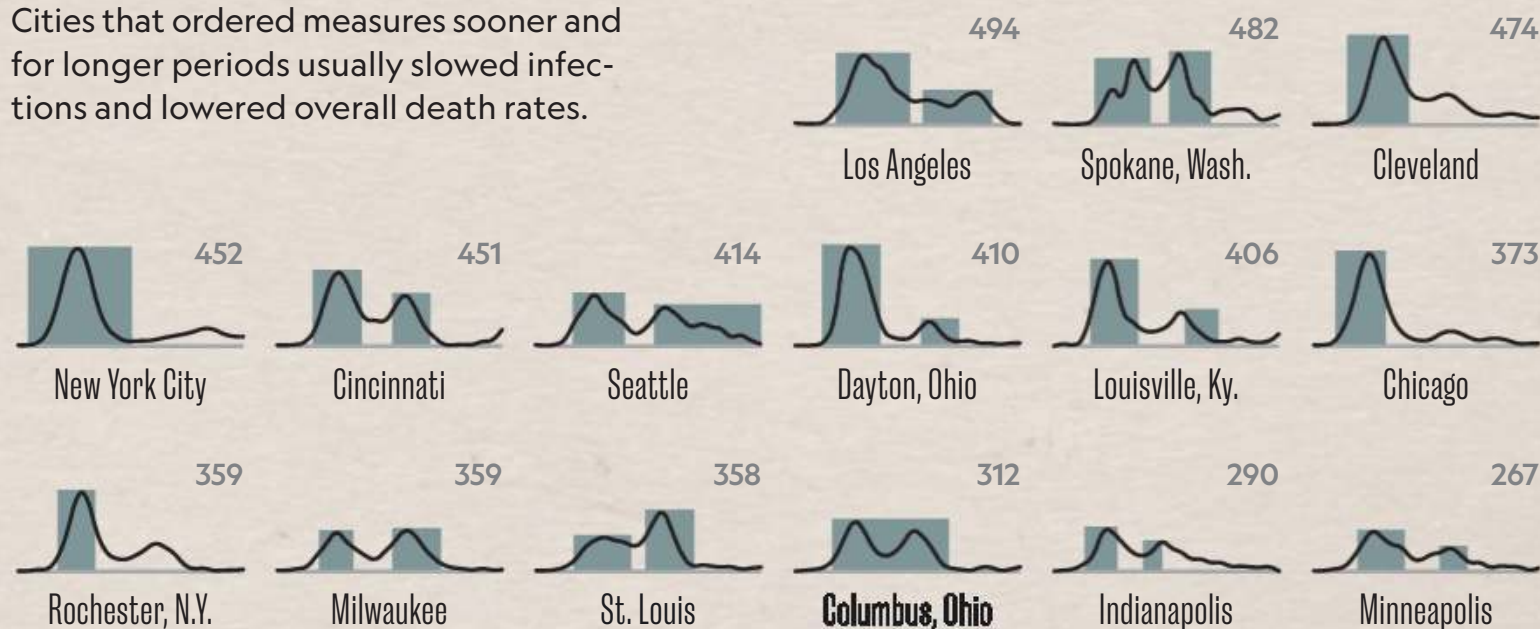 Cities that ordered measures sooner and
for longer periods usually slowed infec-
tions and lowered overall death rates.
494 482 474
Los Angeles Spokane, Wash. Cleveland
452 451 414 410 406 373
New York City Cincinnati Seattle Dayton, Ohio Louisville, Ky. Chicago
359 359 358 312 290 267
Rochester, N.Y. Milwaukee St. Louis Columbus, Ohio Indianapolis Minneapolis